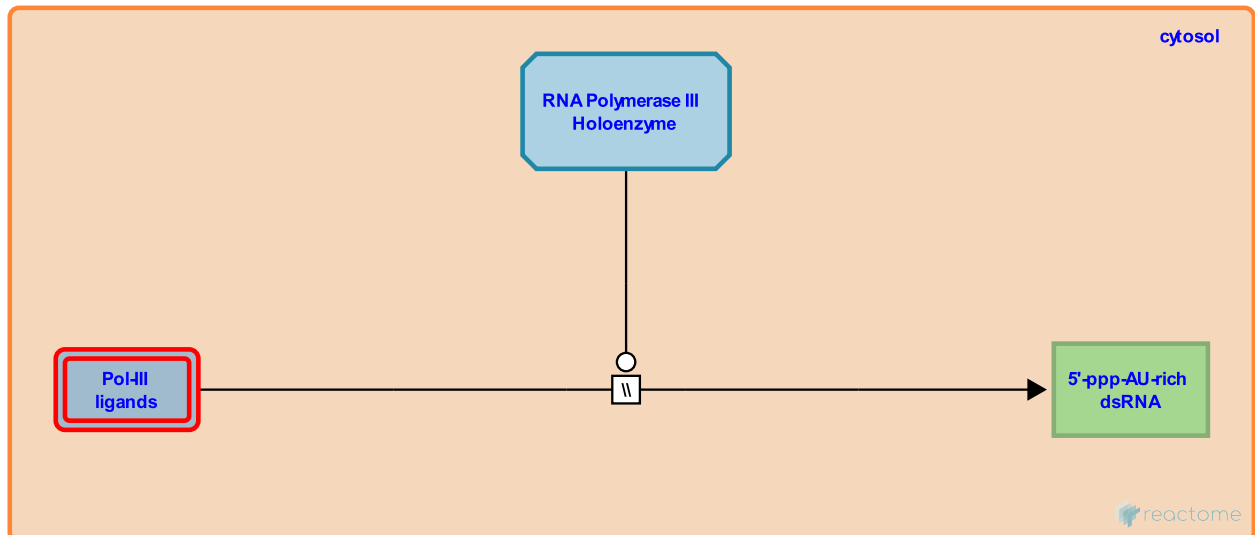 cytosol
RNA Polymerase III
Holoenzyme
Pol-III
ligands
\\
5'-ppp-AU-rich
dsRNA
reactome